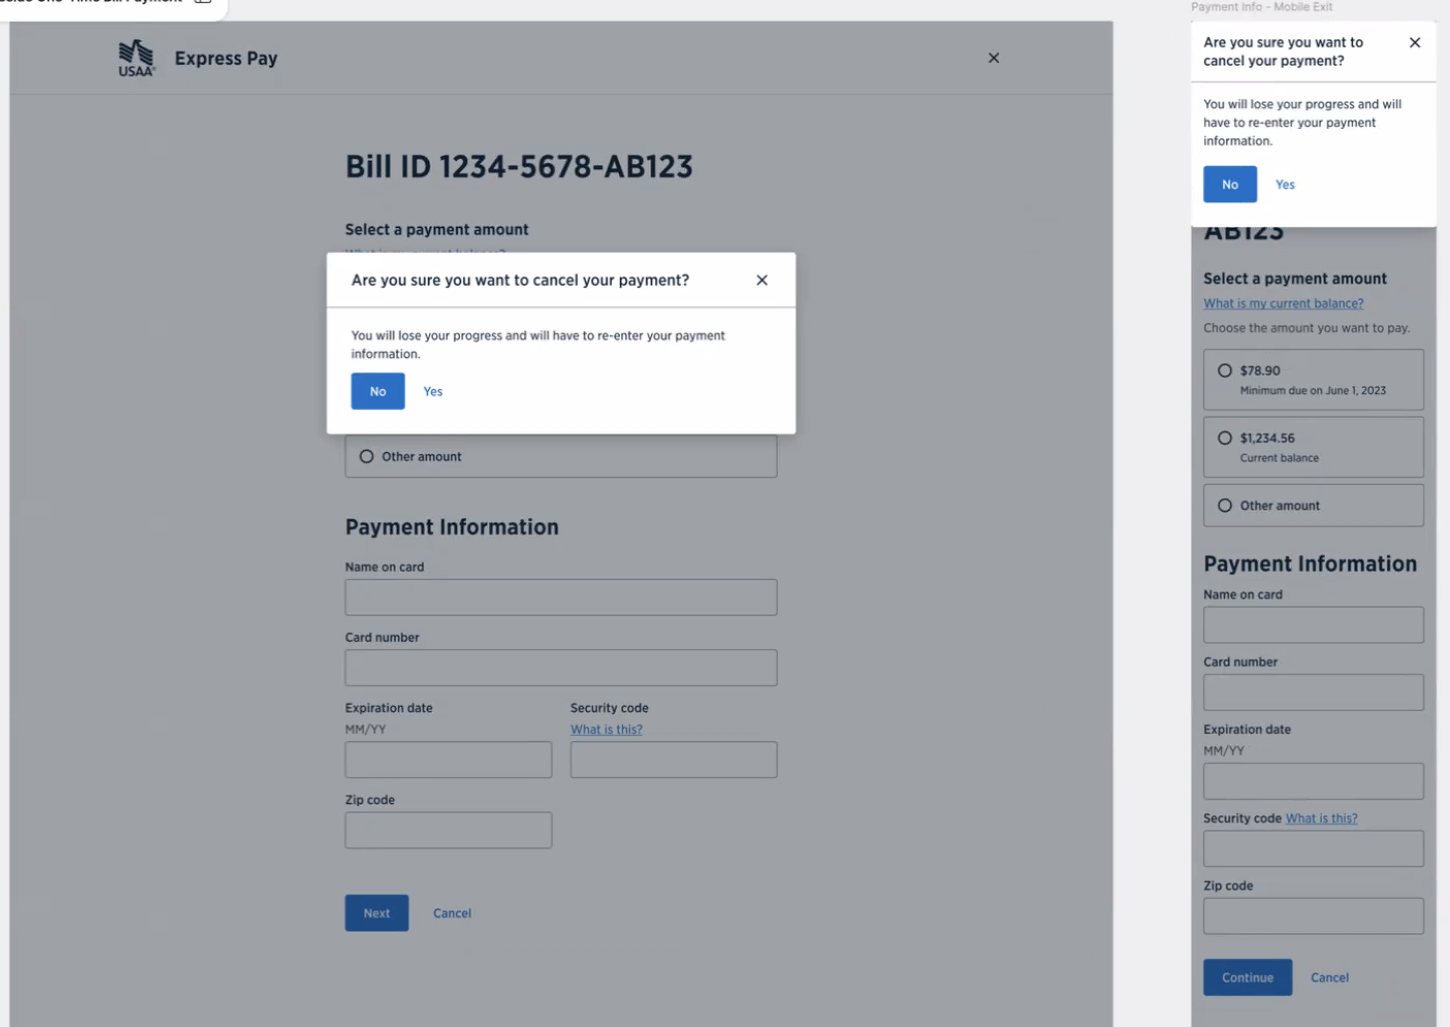 One-Time Bill Payment
Payment Info - Mobile Exit
USAA
Express Pay
Bill ID 1234-5678-AB123
Select a payment amount
What is my current balance?
Are you sure you want to cancel your payment?
You will lose your progress and will have to re-enter your payment
information.
No
Yes
Other amount
Payment Information
Name on card
Card number
Expiration date
Security code
MM/YY
What is this?
Zip code
Next
Cancel
Are you sure you want to
cancel your payment?
You will lose your progress and will
have to re-enter your payment
information.
No
Yes
AB123
Select a payment amount
What is my current balance?
Choose the amount you want to pay.
$78.90
Minimum due on June 1, 2023
$1,234.56
Current balance
Other amount
Payment Information
Name on card
Card number
Expiration date
MM/YY
Security code What is this?
Zip code
Continue
Cancel